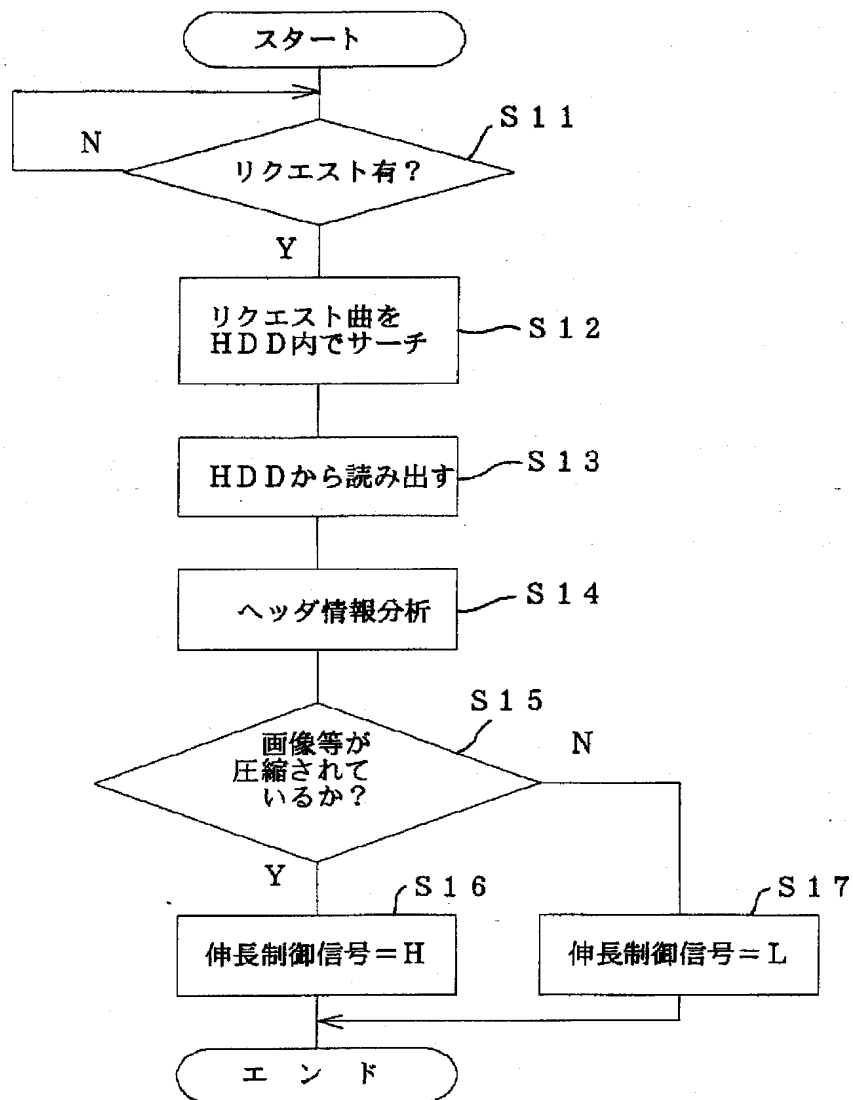 スタート
S11
N
リクエスト有？
Y
リクエスト曲を
HDD内でサーチ
S12
HDDから読み出す
S13
ヘッダ情報分析
S14
S15
画像等が
圧縮されて
いるか？
N
Y
S16
S17
伸長制御信号＝H
伸長制御信号＝L
エンド